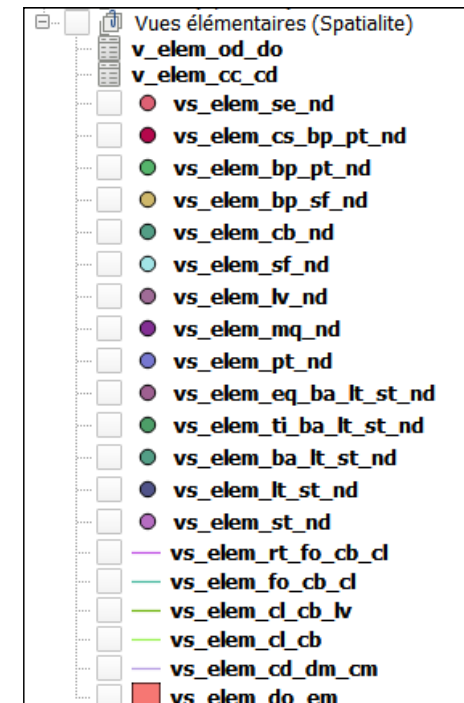 Vues élémentaires (Spatialite)
v_elem_od_do
v_elem_cc_cd
vs_elem_se_nd
vs_elem_cs_bp_pt_nd
vs_elem_bp_pt_nd
vs_elem_bp_sf_nd
vs_elem_cb_nd
vs_elem_sf_nd
vs_elem_lv_nd
vs_elem_mq_nd
vs_elem_pt_nd
vs_elem_eq_ba_lt_st_nd
vs_elem_ti_ba_lt_st_nd
vs_elem_ba_lt_st_nd
vs_elem_lt_st_nd
vs_elem_st_nd
vs_elem_rt_fo_cb_cl
vs_elem_fo_cb_cl
vs_elem_cl_cb_lv
vs_elem_cl_cb
vs_elem_cd_dm_cm
vs_elem_do_em